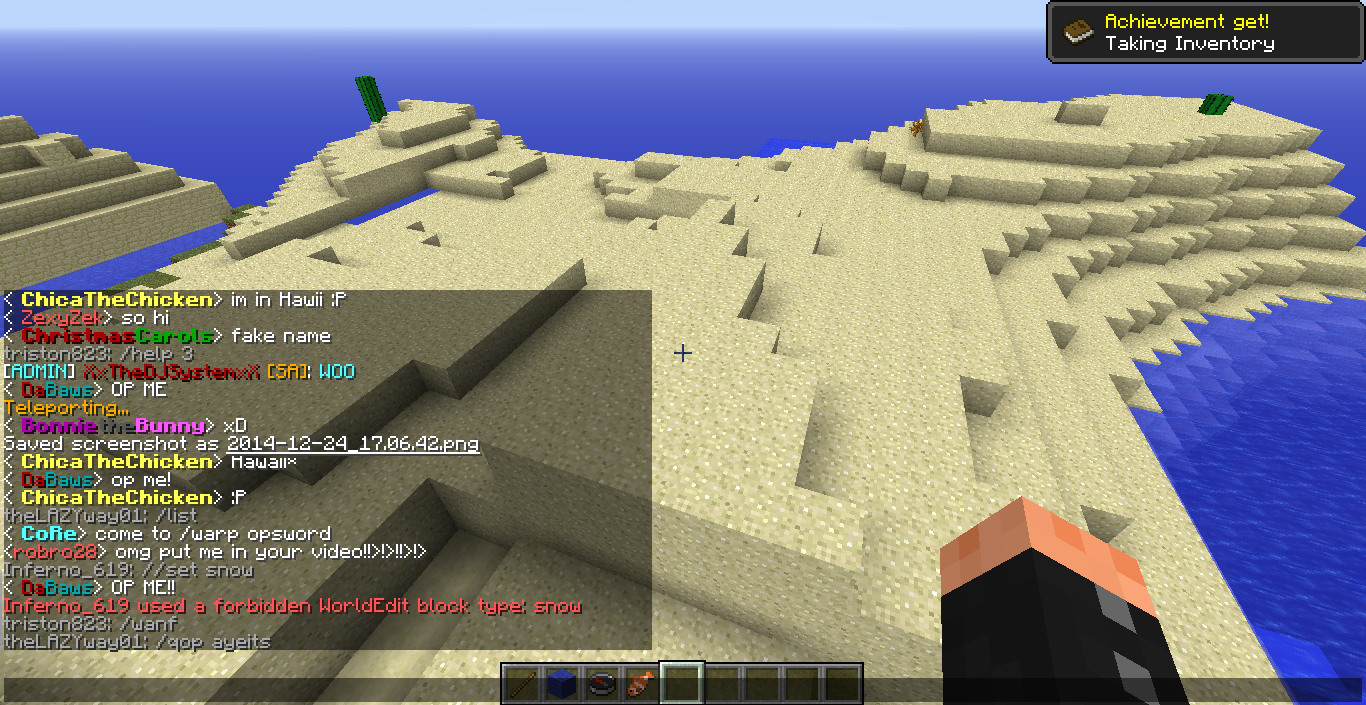 Achievement get!
Taking Inventory
< ChicaTheChicken> im in Hawii :P
< ZexyZek> so hi
< ChristmasCarols> fake name
triston823: /help 3
[ADMIN] XxTheDJSystemxX [SA]: WOO
< DaBaws> OP ME
Teleporting...
< BonnietheBunny> xD
Saved screenshot as 2014-12-24_17.06.42.png
< ChicaTheChicken> Hawaii*
< DaBaws> op me!
< ChicaTheChicken> :P
theLAZYway01: /list
< CoRe> come to /warp opsword
<robro28> omg put me in your video!!>!>!!>!>
Inferno_619: //set snow
< DaBaws> OP ME!!
Inferno_619 used a forbidden WorldEdit block type: snow
triston823: /wanf
theLAZYway01: /qop ayeits